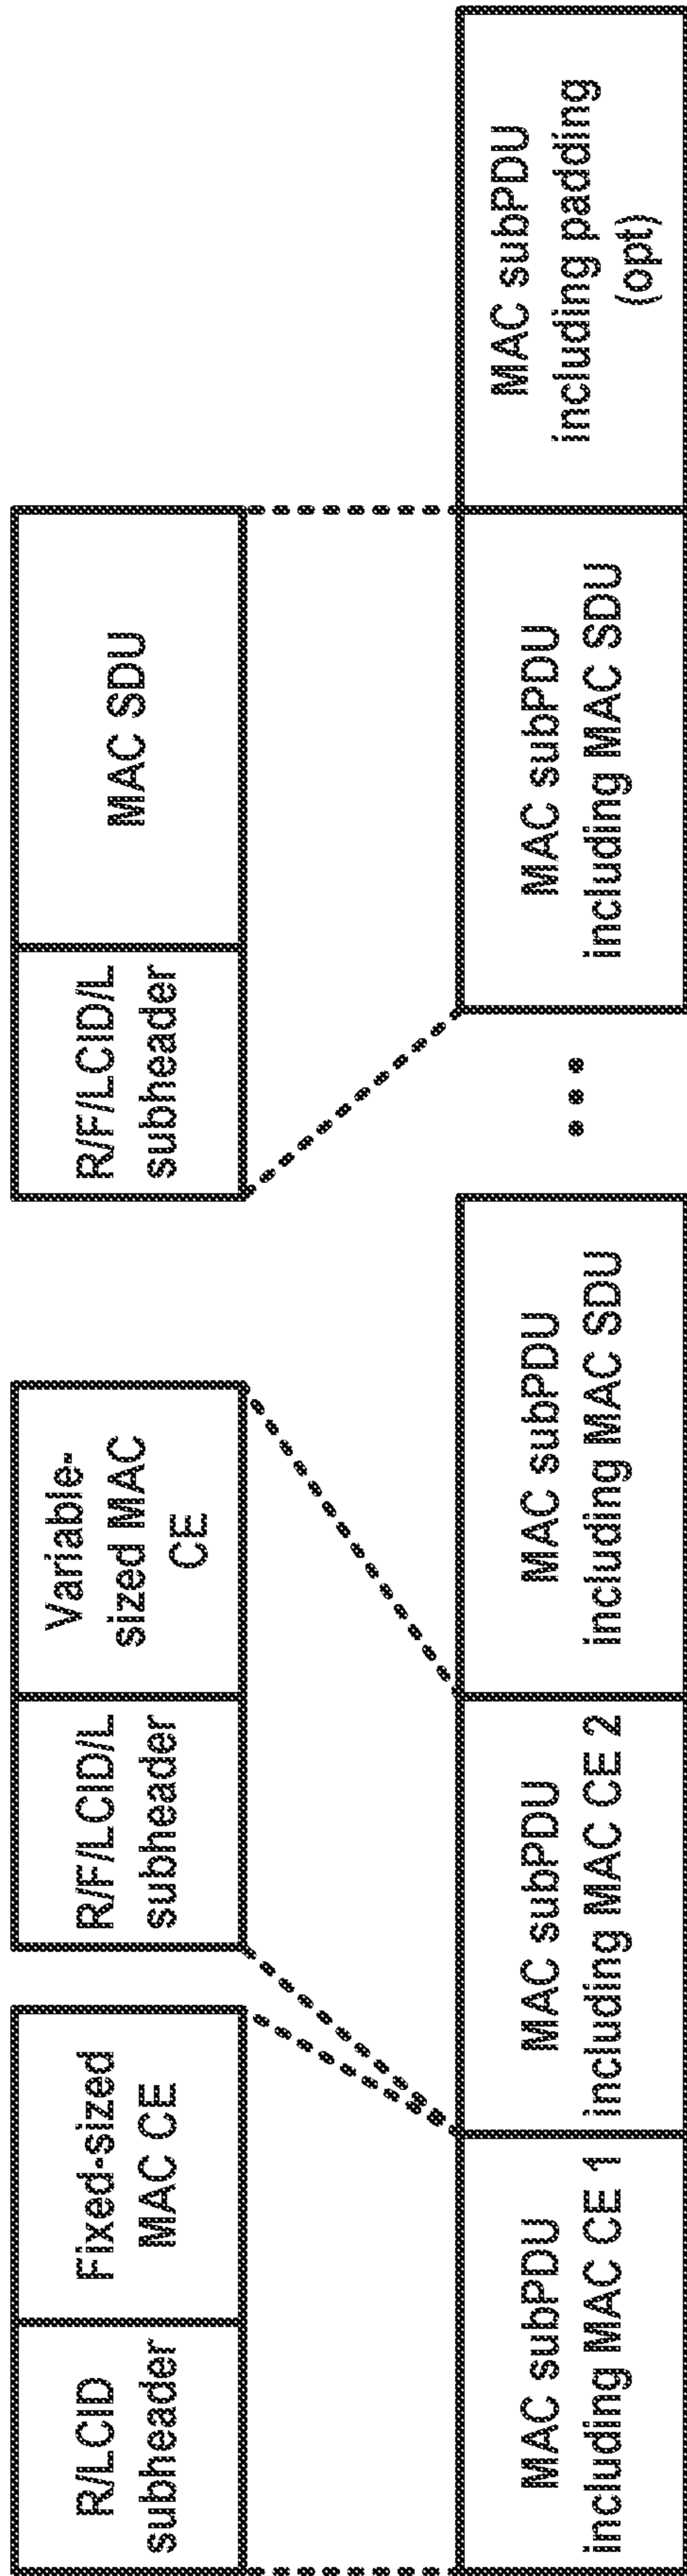 R/LCID
subheader
Fixed-sized
MAC CE
R/F/LCID/L
subheader
Variable-
sized MAC
CE
R/F/LCID/L
subheader
MAC SDU
MAC subPDU
including MAC CE 1
MAC subPDU
including MAC CE 2
MAC subPDU
including MAC SDU
•••
MAC subPDU
including MAC SDU
MAC subPDU
including padding
(opt)